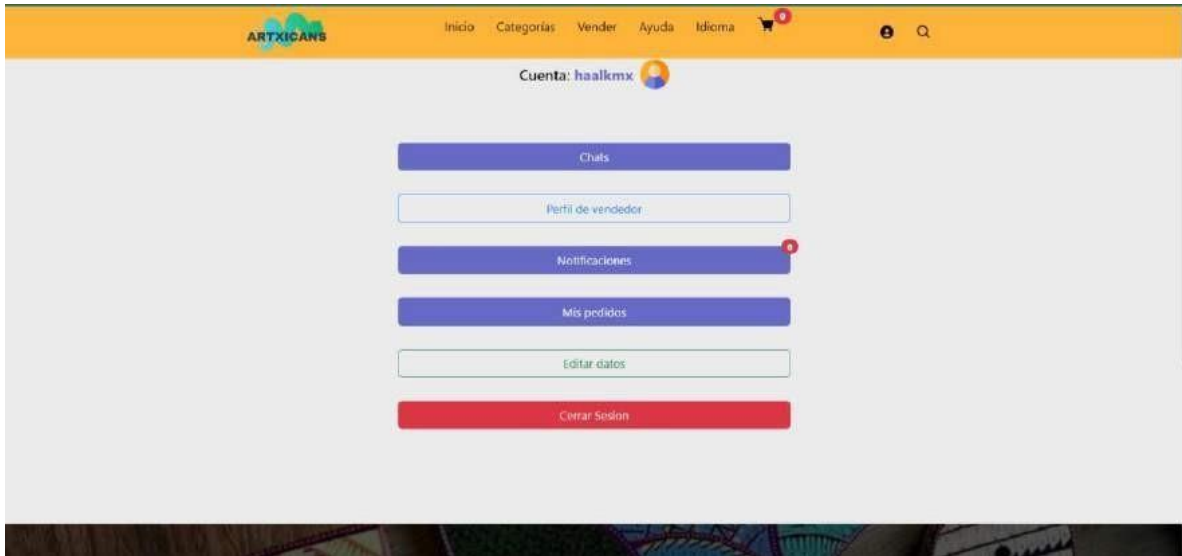 ARTXICANS
Inicio Categorías Vender Ayuda Idioma 0
Cuenta: haalkmx
Chats
Perfil de vendedor
0
Notificaciones
Mis pedidos
Editar datos
Cerrar Sesion